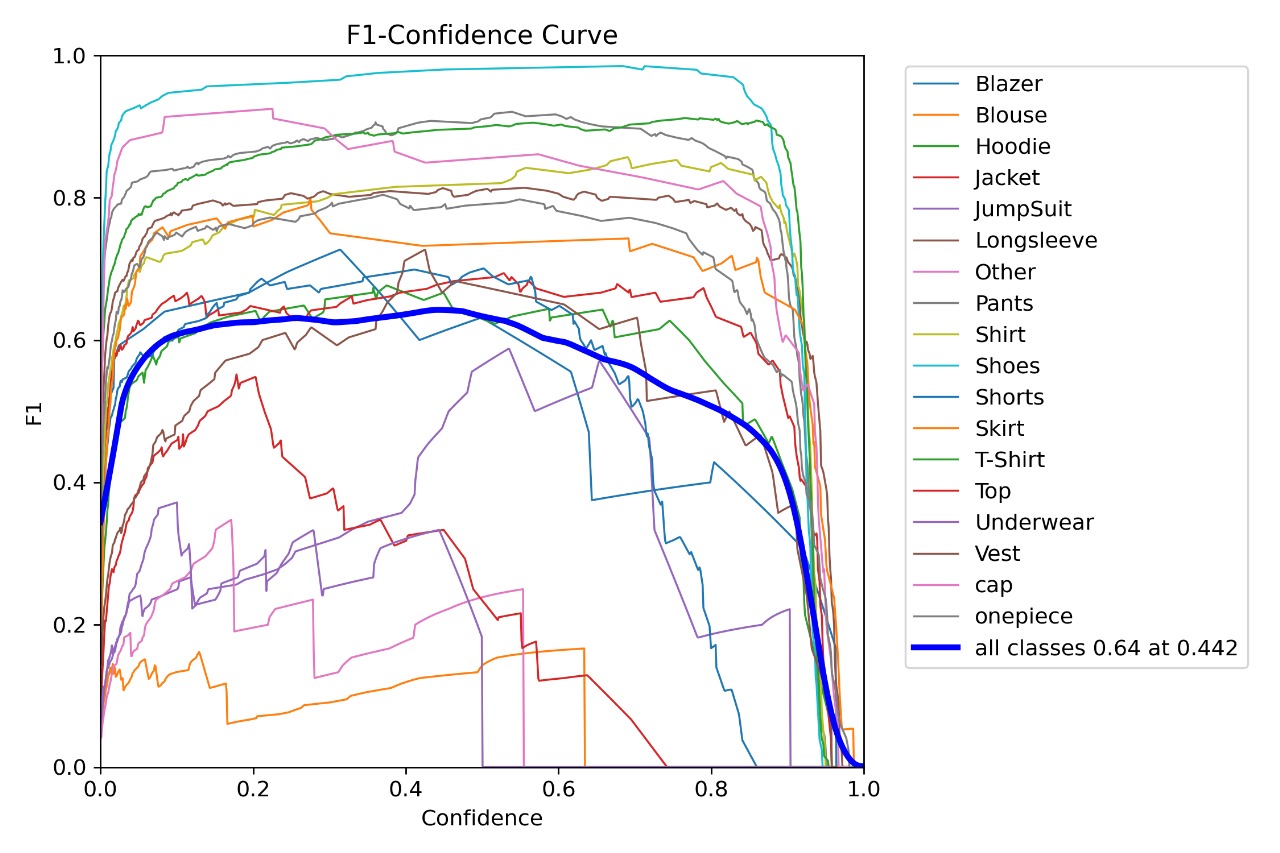 F1-Confidence Curve
1.0
0.8
0.6
0.4
0.2
0.0
F1
0.0 0.2 0.4 0.6 0.8 1.0
Confidence
Blazer
Blouse
Hoodie
Jacket
JumpSuit
Longsleeve
Other
Pants
Shirt
Shoes
Shorts
Skirt
T-Shirt
Top
Underwear
Vest
cap
onepiece
all classes 0.64 at 0.442